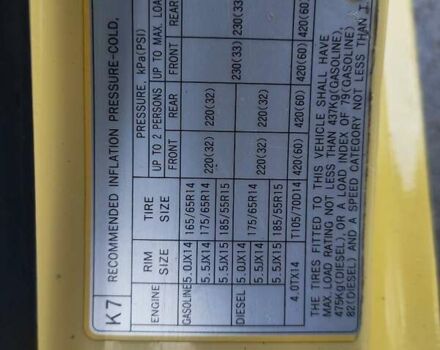 K7 RECOMMENDED INFLATION PRESSURE-COLD,
PRESSURE, kPa(PSI)
ENGINE RIM SIZE TIRE SIZE UP TO 2 PERSONS UP TO MAX. LOA
FRONT REAR FRONT REAR
GASOLINE 5.0JX14 165/65R14 220(32) 220(32) 230(33) 230(33)
5.5JX14 175/65R14
5.5JX15 185/55R15
DIESEL 5.0JX14 175/65R14 220(32) 220(32)
5.5JX14
5.5JX15 185/55R15
4.0TX14 T105/70D14 420(60) 420(60) 420(60) 420(60)
THE TIRES FITTED TO THIS VEHICLE SHALL HAVE
MAX. LOAD RATING NOT LESS THAN 437Kg(GASOLINE),
475Kg(DIESEL), OR A LOAD INDEX OF 79(GASOLINE)
82(DIESEL) AND A SPEED CATEGORY NOT LESS THAN